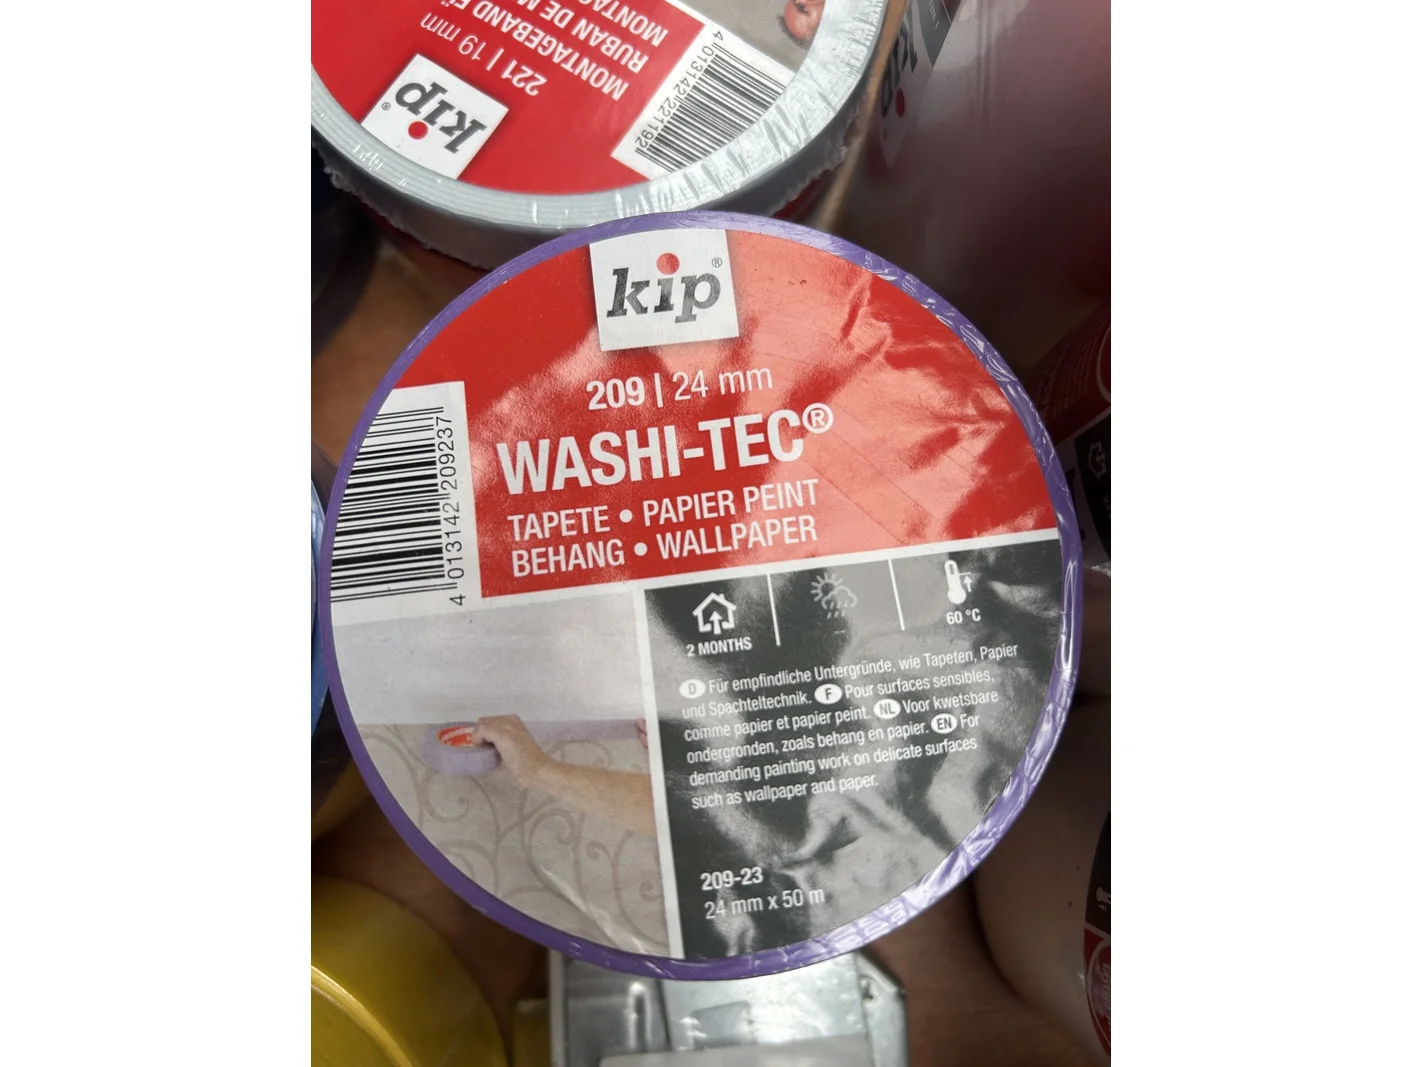 221 | 19 mm
MONTAGEBAND
RUBAN DE
kip®
4 013142 221192
kip®
209 | 24 mm
WASHI-TEC®
TAPETE • PAPIER PEINT
BEHANG • WALLPAPER
4 013142 209237
2 MONTHS
60 °C
D Für empfindliche Untergründe, wie Tapeten, Papier
und Spachteltechnik. F Pour surfaces sensibles,
comme papier et papier peint. NL Voor kwetsbare
ondergronden, zoals behang en papier. EN For
demanding painting work on delicate surfaces
such as wallpaper and paper.
209-23
24 mm x 50 m
kip